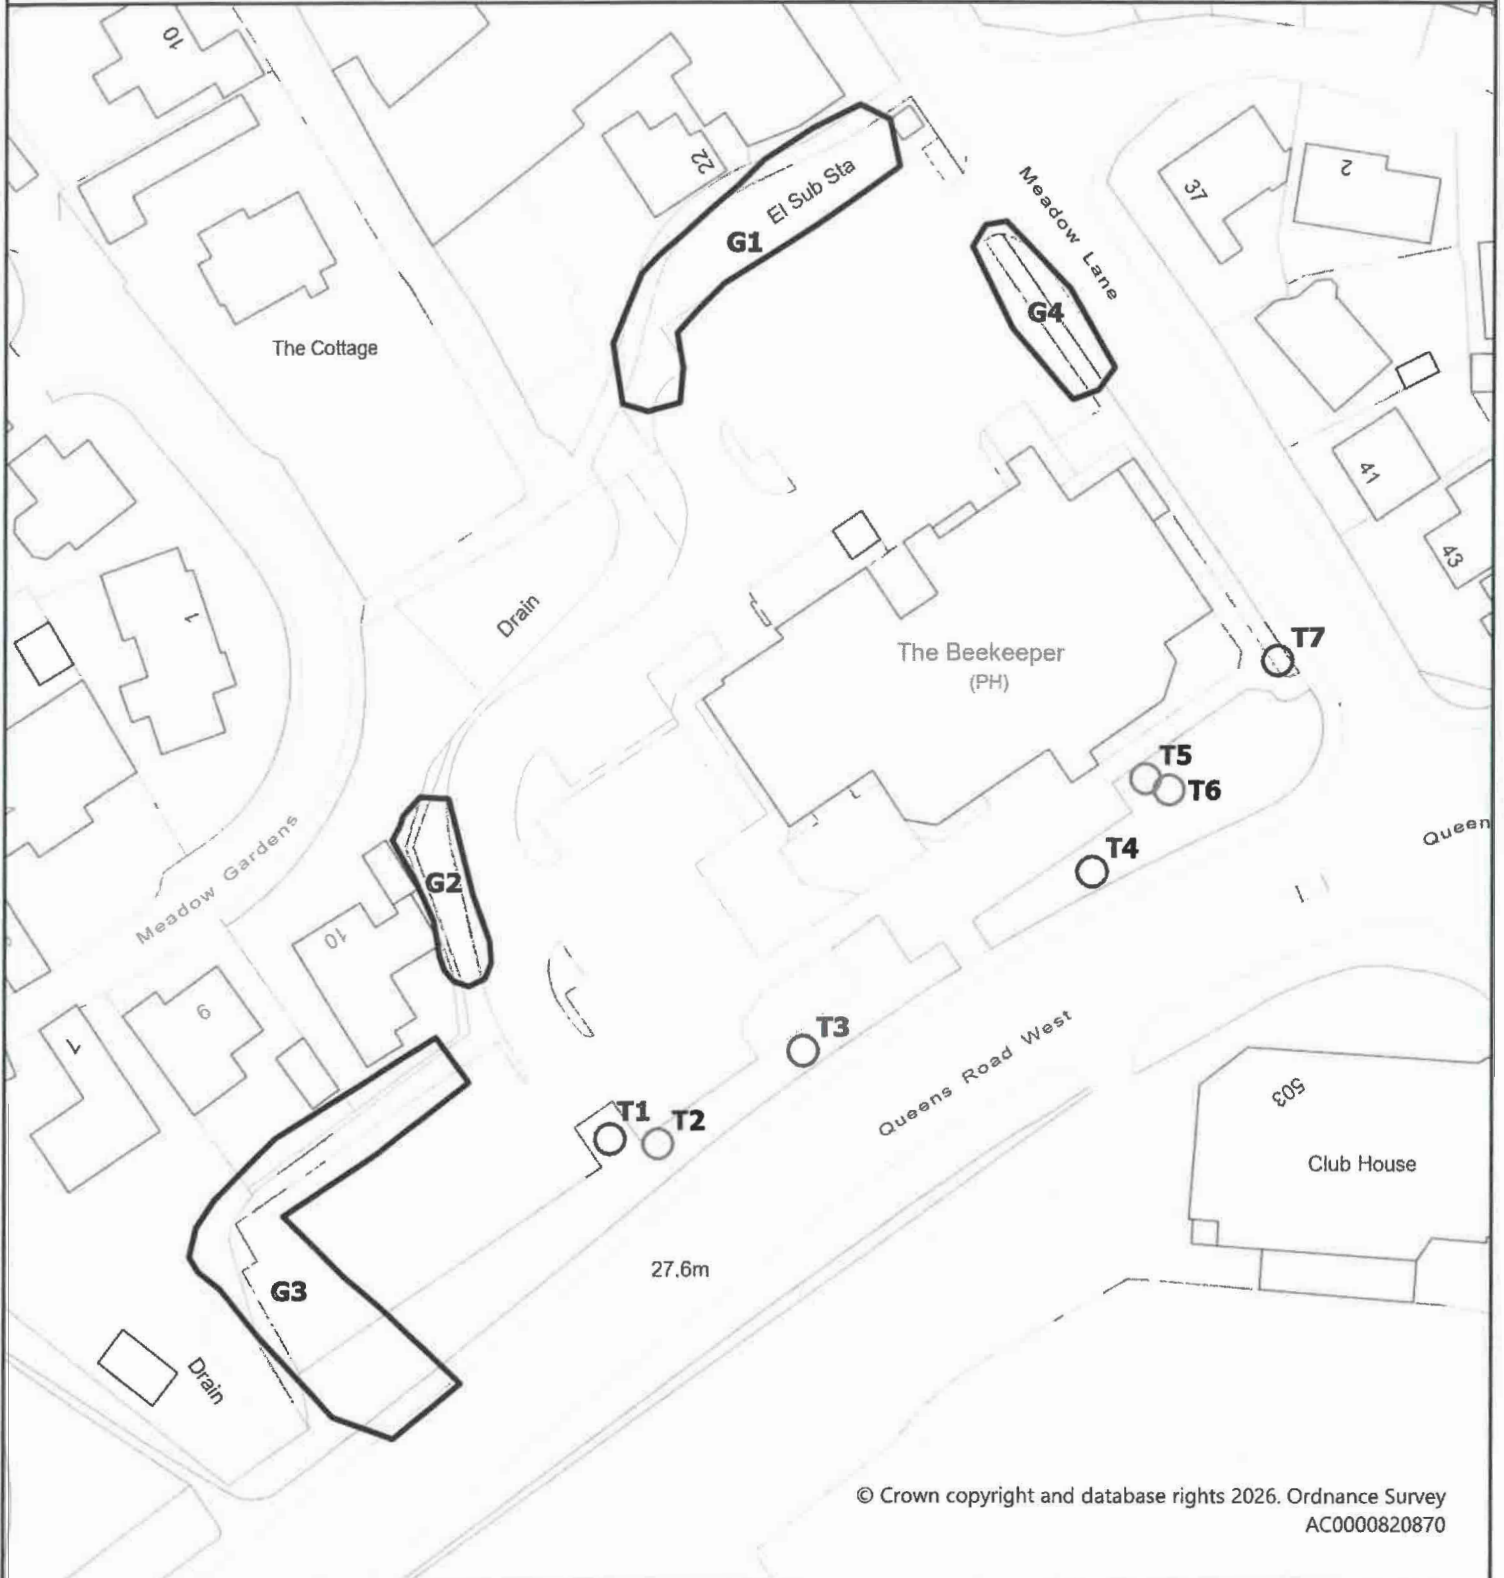 10
22
El Sub Sta
G1
Meadow Lane
37
2
G4
The Cottage
41
43
1
Drain
The Beekeeper
(PH)
T7
T5
T6
T4
Queen
Meadow Gardens
G2
10
9
1
T3
Queens Road West
T1
T2
503
Club House
27.6m
G3
Drain
© Crown copyright and database rights 2026. Ordnance Survey
AC0000820870